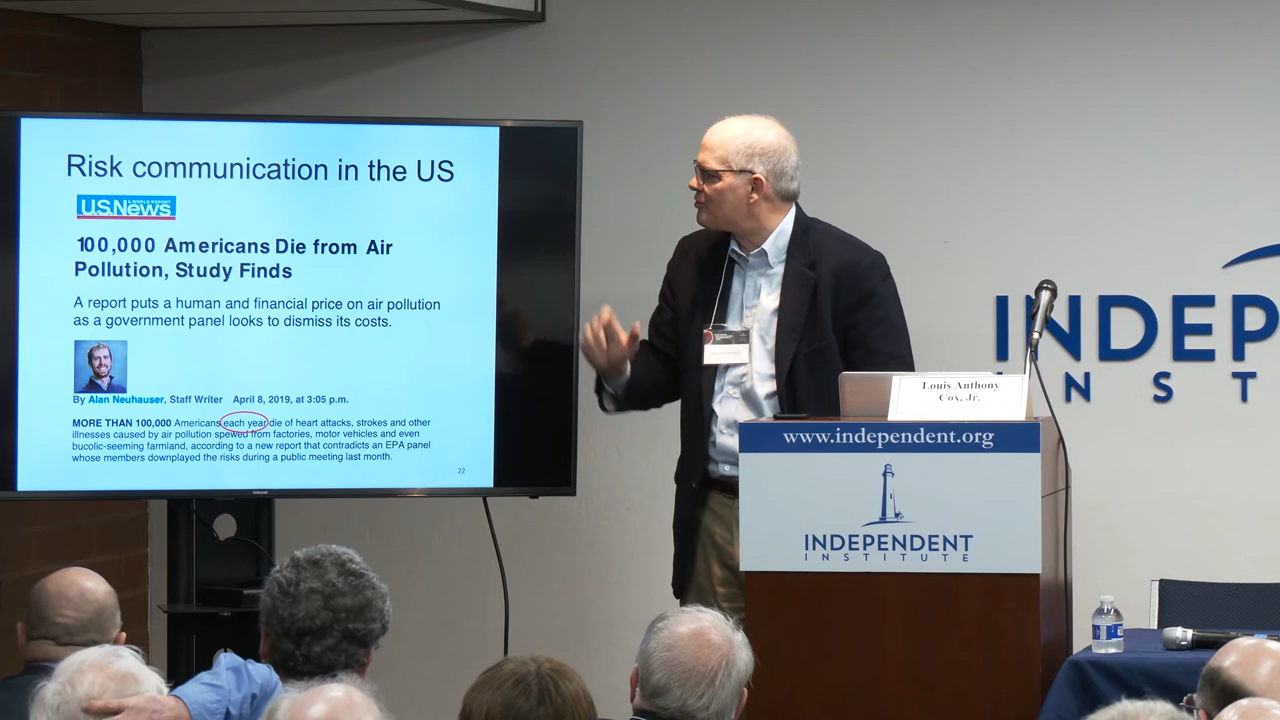 Risk communication in the US
U.S.News
& WORLD REPORT
100,000 Americans Die from Air
Pollution, Study Finds
A report puts a human and financial price on air pollution
as a government panel looks to dismiss its costs.
By Alan Neuhauser, Staff Writer April 8, 2019, at 3:05 p.m.
MORE THAN 100,000 Americans each year die of heart attacks, strokes and other
illnesses caused by air pollution spewed from factories, motor vehicles and even
bucolic-seeming farmland, according to a new report that contradicts an EPA panel
whose members downplayed the risks during a public meeting last month.
22
SAMSUNG
Louis Anthony
Cox, Jr.
www.independent.org
INDEPENDENT
INSTITUTE
INDEP
INST